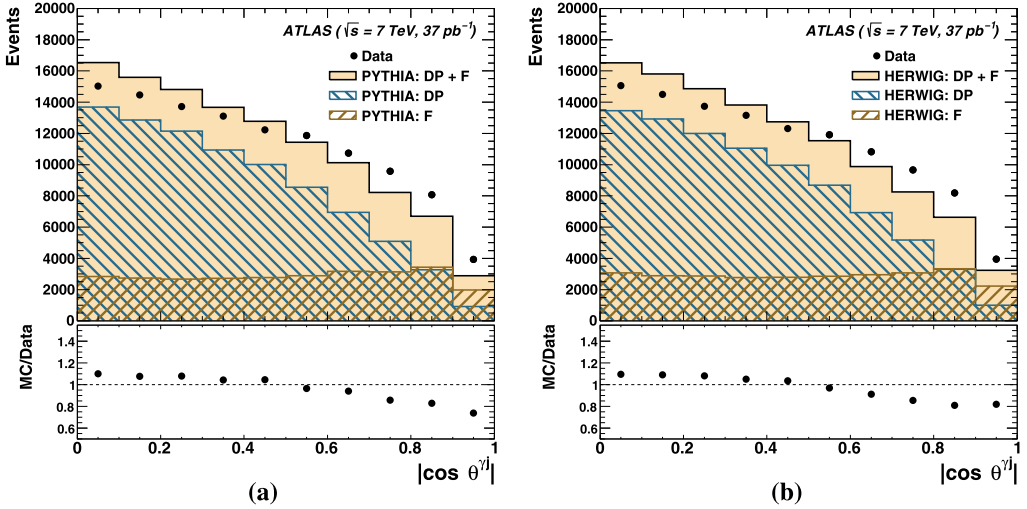 Events
20000
18000
16000
14000
12000
10000
8000
6000
4000
2000
0
ATLAS (√s = 7 TeV, 37 pb⁻¹)
Data
PYTHIA: DP + F
PYTHIA: DP
PYTHIA: F
MC/Data
1.4
1.2
1
0.8
0.6
0 0.2 0.4 0.6 0.8 1
|cos θ^γj|
(a)
Events
20000
18000
16000
14000
12000
10000
8000
6000
4000
2000
0
ATLAS (√s = 7 TeV, 37 pb⁻¹)
Data
HERWIG: DP + F
HERWIG: DP
HERWIG: F
MC/Data
1.4
1.2
1
0.8
0.6
0 0.2 0.4 0.6 0.8 1
|cos θ^γj|
(b)